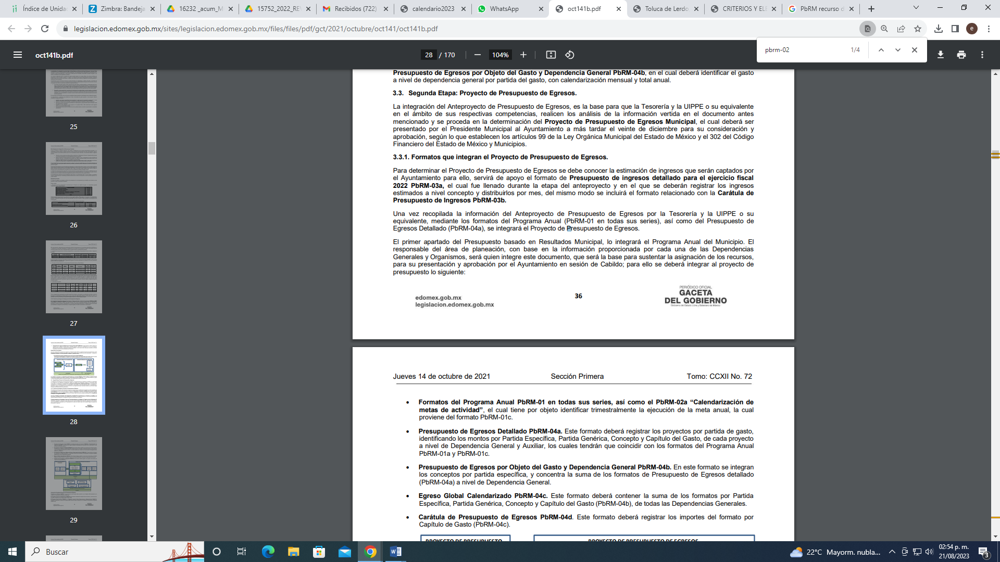 Índice de Unida
Zimbra: Bandeja
16232 _acum_M
15752_2022_RE
Recibidos (722)
calendario2023
WhatsApp
oct141b.pdf
Toluca de Lerdo
CRITERIOS Y ELE
PbRM recurso d
legislacion.edomex.gob.mx/sites/legislacion.edomex.gob.mx/files/files/pdf/gct/2021/octubre/oct141/oct141b.pdf
e
oct141b.pdf
28 / 170
104%
pbrm-02
1/4
25
26
27
28
29
Presupuesto de Egresos por Objeto del Gasto y Dependencia General PbRM-04b, en el cual deberá identificar el gasto
a nivel de dependencia general por partida del gasto, con calendarización mensual y total anual.
3.3. Segunda Etapa: Proyecto de Presupuesto de Egresos.
La integración del Anteproyecto de Presupuesto de Egresos, es la base para que la Tesorería y la UIPPE o su equivalente
en el ámbito de sus respectivas competencias, realicen los análisis de la información vertida en el documento antes
mencionado y se proceda en la determinación del Proyecto de Presupuesto de Egresos Municipal, el cual deberá ser
presentado por el Presidente Municipal al Ayuntamiento a más tardar el veinte de diciembre para su consideración y
aprobación, según lo que establecen los artículos 99 de la Ley Orgánica Municipal del Estado de México y el 302 del Código
Financiero del Estado de México y Municipios.
3.3.1. Formatos que integran el Proyecto de Presupuesto de Egresos.
Para determinar el Proyecto de Presupuesto de Egresos se debe conocer la estimación de ingresos que serán captados por
el Ayuntamiento para ello, servirá de apoyo el formato de Presupuesto de ingresos detallado para el ejercicio fiscal
2022 PbRM-03a, el cual fue llenado durante la etapa del anteproyecto y en el que se deberán registrar los ingresos
estimados a nivel concepto y distribuirlos por mes, del mismo modo se incluirá el formato relacionado con la Carátula de
Presupuesto de Ingresos PbRM-03b.
Una vez recopilada la información del Anteproyecto de Presupuesto de Egresos por la Tesorería y la UIPPE o su
equivalente, mediante los formatos del Programa Anual (PbRM-01 en todas sus series), así como del Presupuesto de
Egresos Detallado (PbRM-04a), se integrará el Proyecto de Presupuesto de Egresos.
El primer apartado del Presupuesto basado en Resultados Municipal, lo integrará el Programa Anual del Municipio. El
responsable del área de planeación, con base en la información proporcionada por cada una de las Dependencias
Generales y Organismos, será quien integre este documento, que será la base para sustentar la asignación de los recursos,
para su presentación y aprobación por el Ayuntamiento en sesión de Cabildo; para ello se deberá integrar al proyecto de
presupuesto lo siguiente:
edomex.gob.mx
legislacion.edomex.gob.mx
36
PERIÓDICO OFICIAL
GACETA
DEL GOBIERNO
Gobierno del Estado Libre y Soberano de México
Jueves 14 de octubre de 2021
Sección Primera
Tomo: CCXII No. 72
• Formatos del Programa Anual PbRM-01 en todas sus series, así como el PbRM-02a “Calendarización de
metas de actividad”, el cual tiene por objeto identificar trimestralmente la ejecución de la meta anual, la cual
proviene del formato PbRM-01c.
• Presupuesto de Egresos Detallado PbRM-04a. Este formato deberá registrar los proyectos por partida de gasto,
identificando los montos por Partida Específica, Partida Genérica, Concepto y Capítulo del Gasto, de cada proyecto
a nivel de Dependencia General y Auxiliar, los cuales tendrán que coincidir con los formatos del Programa Anual
PbRM-01a y PbRM-01c.
• Presupuesto de Egresos por Objeto del Gasto y Dependencia General PbRM-04b. En este formato se integran
los conceptos por partida específica, y concentra la suma de los formatos de Presupuesto de Egresos detallado
(PbRM-04a) a nivel de Dependencia General.
• Egreso Global Calendarizado PbRM-04c. Este formato deberá contener la suma de los formatos por Partida
Específica, Partida Genérica, Concepto y Capítulo del Gasto (PbRM-04b), de todas las Dependencias Generales.
• Carátula de Presupuesto de Egresos PbRM-04d. Este formato deberá registrar los importes del formato por
Capítulo de Gasto (PbRM-04c).
PROYECTO DE PRESUPUESTO
PROYECTO DE PRESUPUESTO DE EGRESOS
Buscar
22°C Mayorm. nubla...
02:54 p. m.
21/08/2023
3